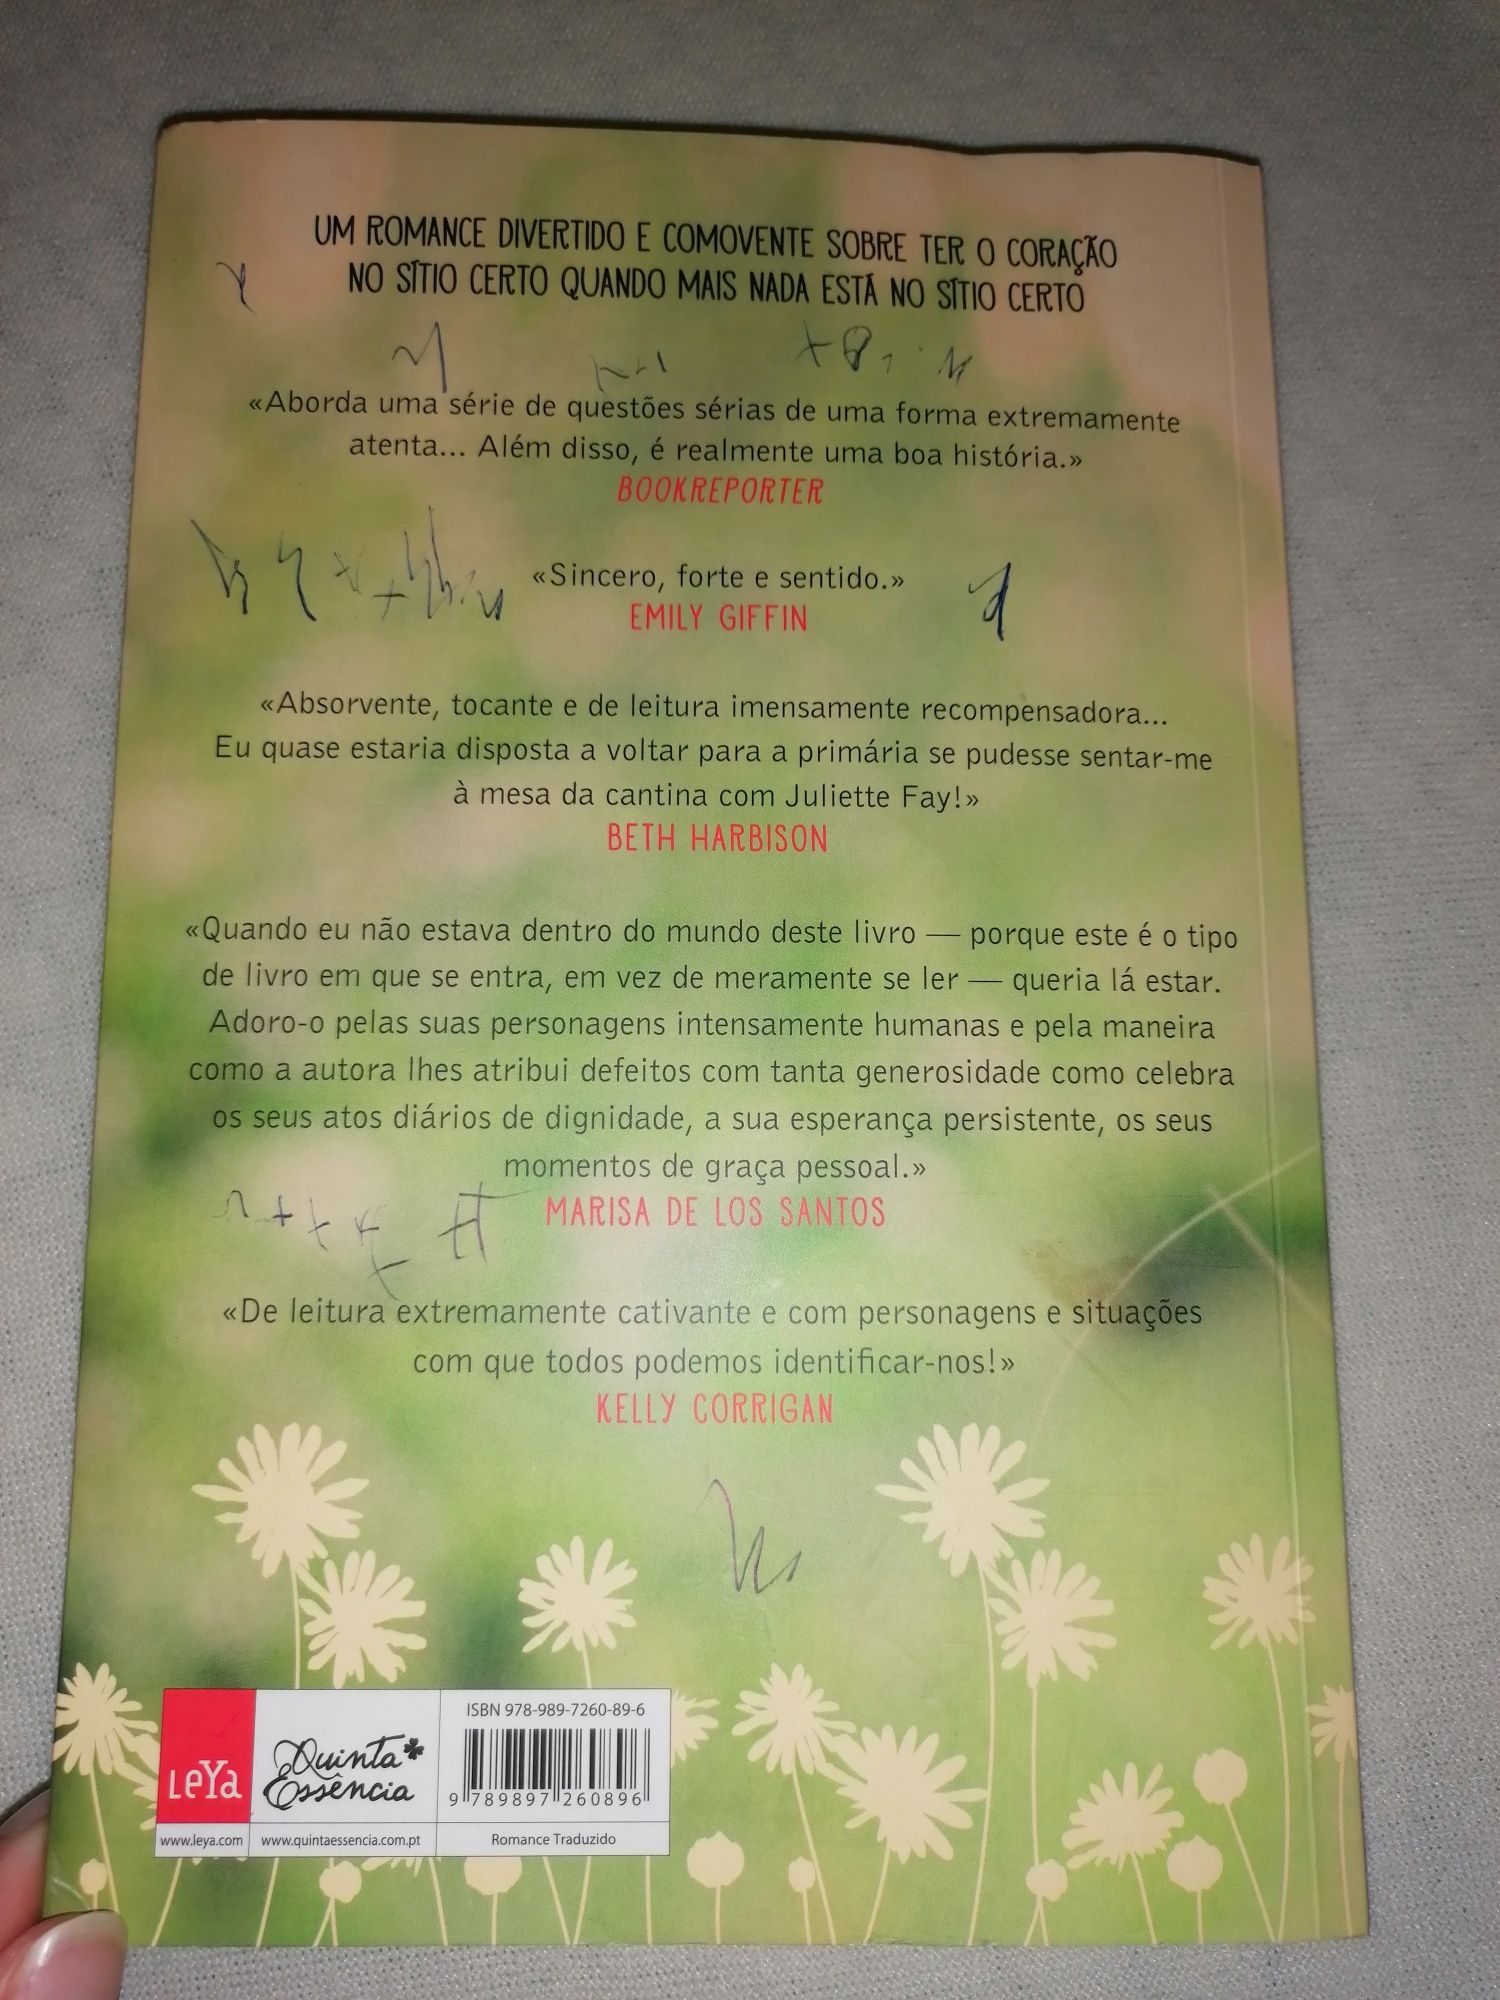 UM ROMANCE DIVERTIDO E COMOVENTE SOBRE TER O CORAÇÃO
NO SÍTIO CERTO QUANDO MAIS NADA ESTÁ NO SÍTIO CERTO
«Aborda uma série de questões sérias de uma forma extremamente
atenta... Além disso, é realmente uma boa história.»
BOOKREPORTER
«Sincero, forte e sentido.»
EMILY GIFFIN
«Absorvente, tocante e de leitura imensamente recompensadora...
Eu quase estaria disposta a voltar para a primária se pudesse sentar-me
à mesa da cantina com Juliette Fay!»
BETH HARBISON
«Quando eu não estava dentro do mundo deste livro — porque este é o tipo
de livro em que se entra, em vez de meramente se ler — queria lá estar.
Adoro-o pelas suas personagens intensamente humanas e pela maneira
como a autora lhes atribui defeitos com tanta generosidade como celebra
os seus atos diários de dignidade, a sua esperança persistente, os seus
momentos de graça pessoal.»
MARISA DE LOS SANTOS
«De leitura extremamente cativante e com personagens e situações
com que todos podemos identificar-nos!»
KELLY CORRIGAN
ISBN 978-989-7260-89-6
LeYa
Quinta
Essência
9 789897 260896
www.leya.com
www.quintaessencia.com.pt
Romance Traduzido